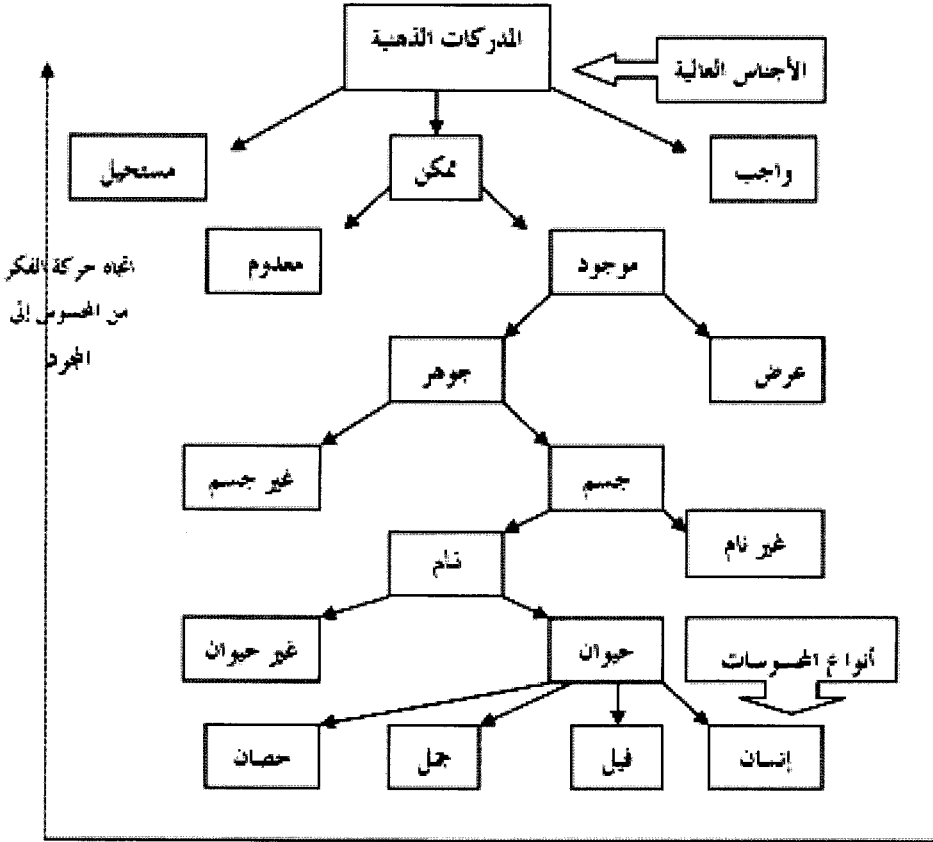 المدركات الذهنية
الأجناس العالية
واجب
ممكن
مستحيل
موجود
معدوم
اتجاه حركة الفكر
من المحسوس إلى
المجرد
عرض
جوهر
جسم
غير جسم
غير نام
نام
حيوان
غير حيوان
أنواع المحسوسات
إنسان
فيل
جمل
حصان